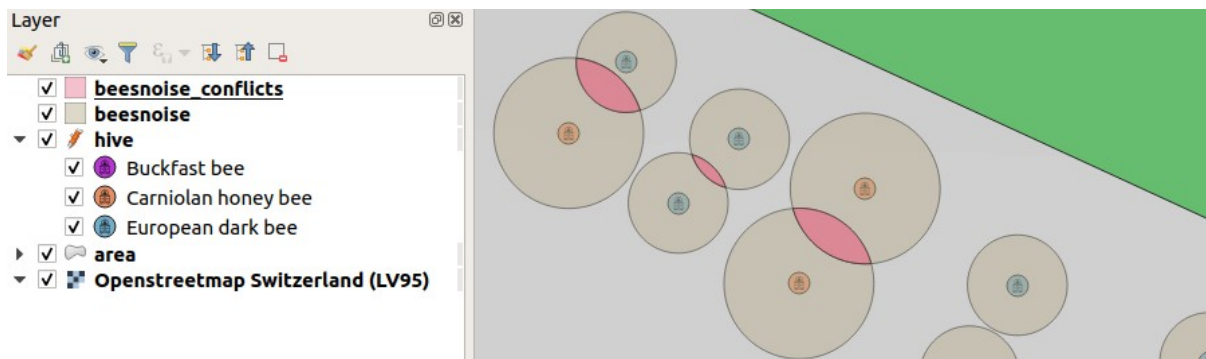 Layer
beesnoise_conflicts
beesnoise
hive
Buckfast bee
Carniolan honey bee
European dark bee
area
Openstreetmap Switzerland (LV95)